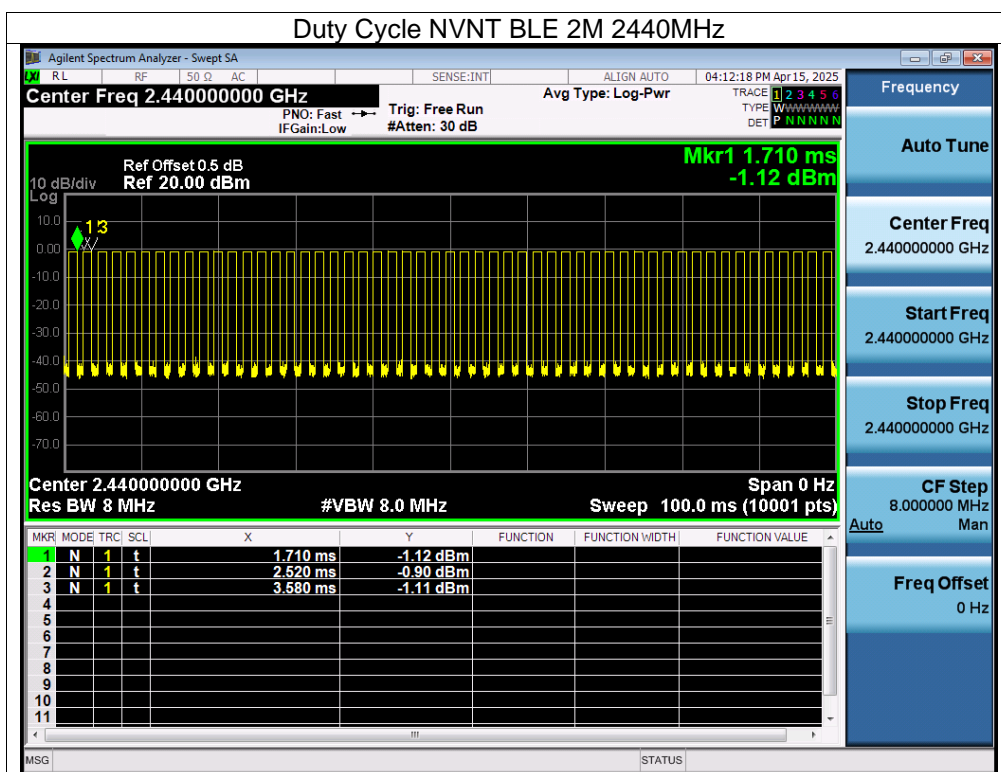 Duty Cycle NVNT BLE 2M 2440MHz
Agilent Spectrum Analyzer - Swept SA
LXI RL RF 50 Ω AC SENSE:INT ALIGN AUTO 04:12:18 PM Apr 15, 2025
Center Freq 2.440000000 GHz Avg Type: Log-Pwr TRACE 1 2 3 4 5 6
PNO: Fast Trig: Free Run TYPE WWWWWW
IFGain:Low #Atten: 30 dB DET P N N N N N
Frequency
Auto Tune
Center Freq
2.440000000 GHz
Start Freq
2.440000000 GHz
Stop Freq
2.440000000 GHz
CF Step
8.000000 MHz
Auto Man
Freq Offset
0 Hz
Mkr1 1.710 ms
-1.12 dBm
Ref Offset 0.5 dB
10 dB/div Ref 20.00 dBm
Log
10.0
0.00
-10.0
-20.0
-30.0
-40.0
-50.0
-60.0
-70.0
1 3
Center 2.440000000 GHz Span 0 Hz
Res BW 8 MHz #VBW 8.0 MHz Sweep 100.0 ms (10001 pts)
MKR MODE TRC SCL X Y FUNCTION FUNCTION WIDTH FUNCTION VALUE
1 N 1 t 1.710 ms -1.12 dBm
2 N 1 t 2.520 ms -0.90 dBm
3 N 1 t 3.580 ms -1.11 dBm
4
5
6
7
8
9
10
11
MSG STATUS